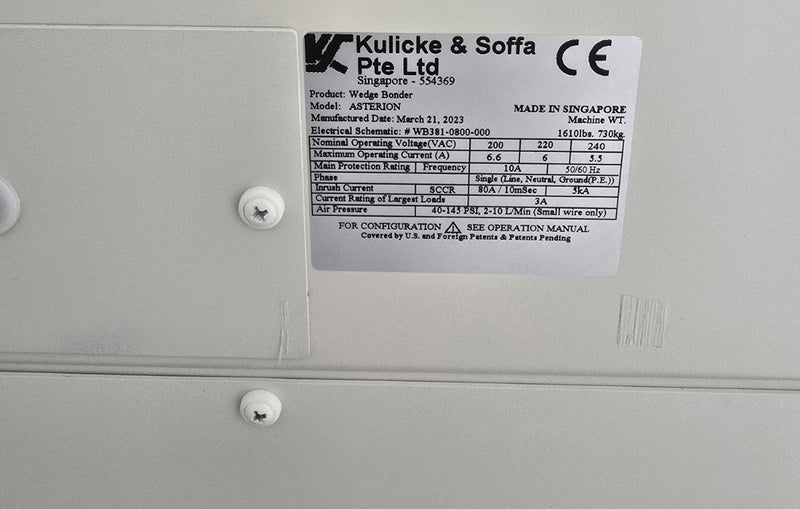 Kulicke & Soffa
Pte Ltd
CE
Singapore - 554369
Product: Wedge Bonder
Model: ASTERION
MADE IN SINGAPORE
Manufactured Date: March 21, 2023
Machine WT.
Electrical Schematic: # WB381-0800-000
1610lbs. 730kg.
Nominal Operating Voltage(VAC) 200 220 240
Maximum Operating Current (A) 6.6 6 5.5
Main Protection Rating Frequency 10A 50/60 Hz
Phase Single (Line, Neutral, Ground(P.E.))
Inrush Current SCCR 80A / 10mSec 5kA
Current Rating of Largest Loads 3A
Air Pressure 40-145 PSI, 2-10 L/Min (Small wire only)
FOR CONFIGURATION ⚠ SEE OPERATION MANUAL
Covered by U.S. and Foreign Patents & Patents Pending